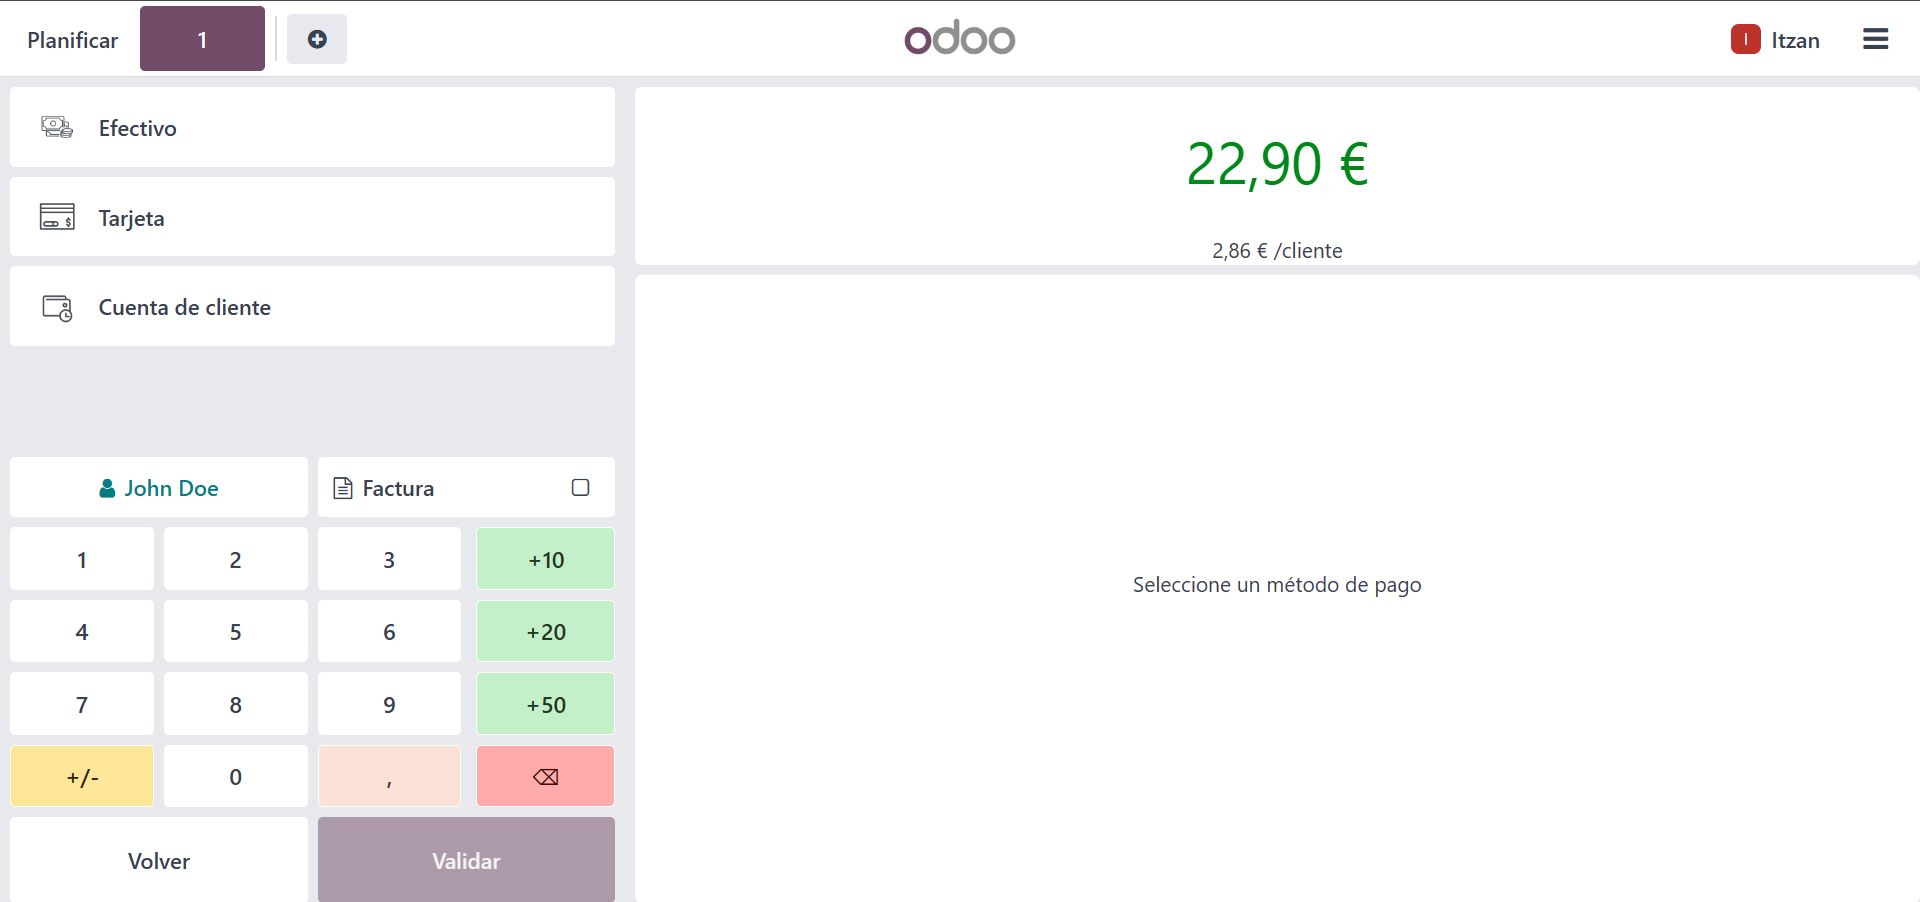 Planificar
1
odoo
I
Itzan
Efectivo
Tarjeta
Cuenta de cliente
22,90 €
2,86 € /cliente
Seleccione un método de pago
John Doe
Factura
1
2
3
+10
4
5
6
+20
7
8
9
+50
+/-
0
,
⌫
Volver
Validar